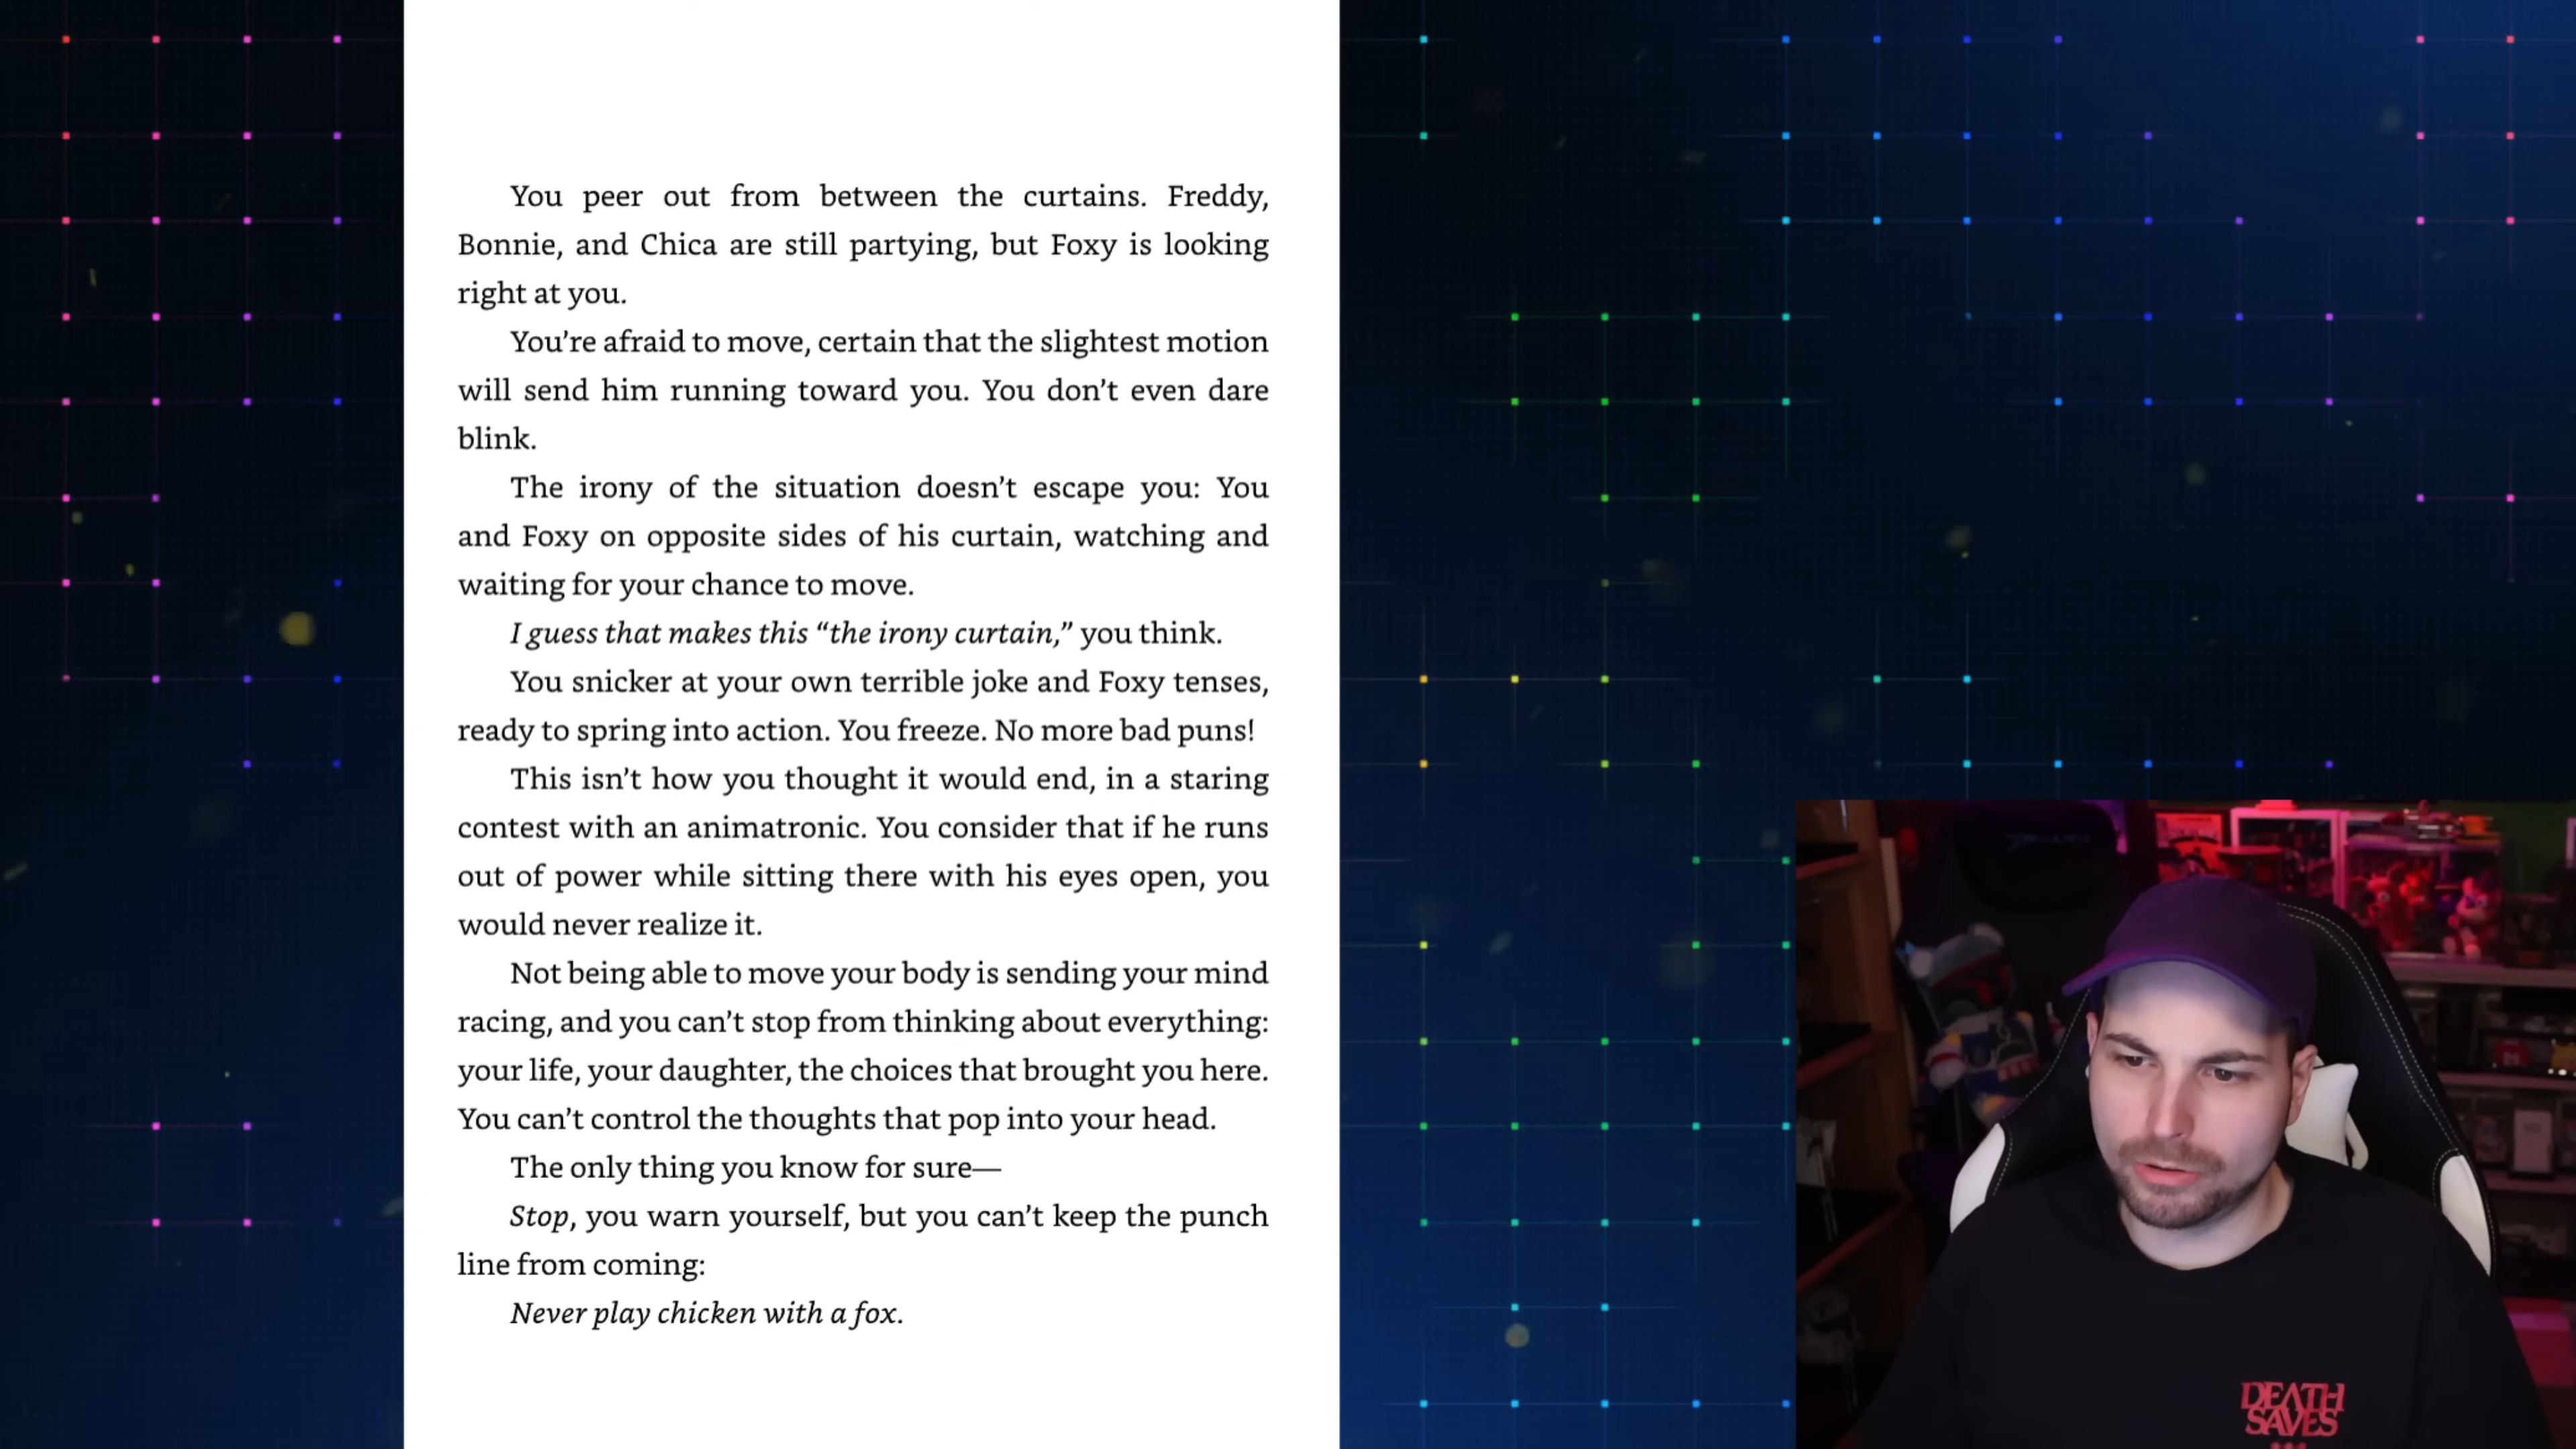 You peer out from between the curtains. Freddy,
Bonnie, and Chica are still partying, but Foxy is looking
right at you.
You’re afraid to move, certain that the slightest motion
will send him running toward you. You don’t even dare
blink.
The irony of the situation doesn’t escape you: You
and Foxy on opposite sides of his curtain, watching and
waiting for your chance to move.
I guess that makes this “the irony curtain,” you think.
You snicker at your own terrible joke and Foxy tenses,
ready to spring into action. You freeze. No more bad puns!
This isn’t how you thought it would end, in a staring
contest with an animatronic. You consider that if he runs
out of power while sitting there with his eyes open, you
would never realize it.
Not being able to move your body is sending your mind
racing, and you can’t stop from thinking about everything:
your life, your daughter, the choices that brought you here.
You can’t control the thoughts that pop into your head.
The only thing you know for sure—
Stop, you warn yourself, but you can’t keep the punch
line from coming:
Never play chicken with a fox.
DEATH
SAVES